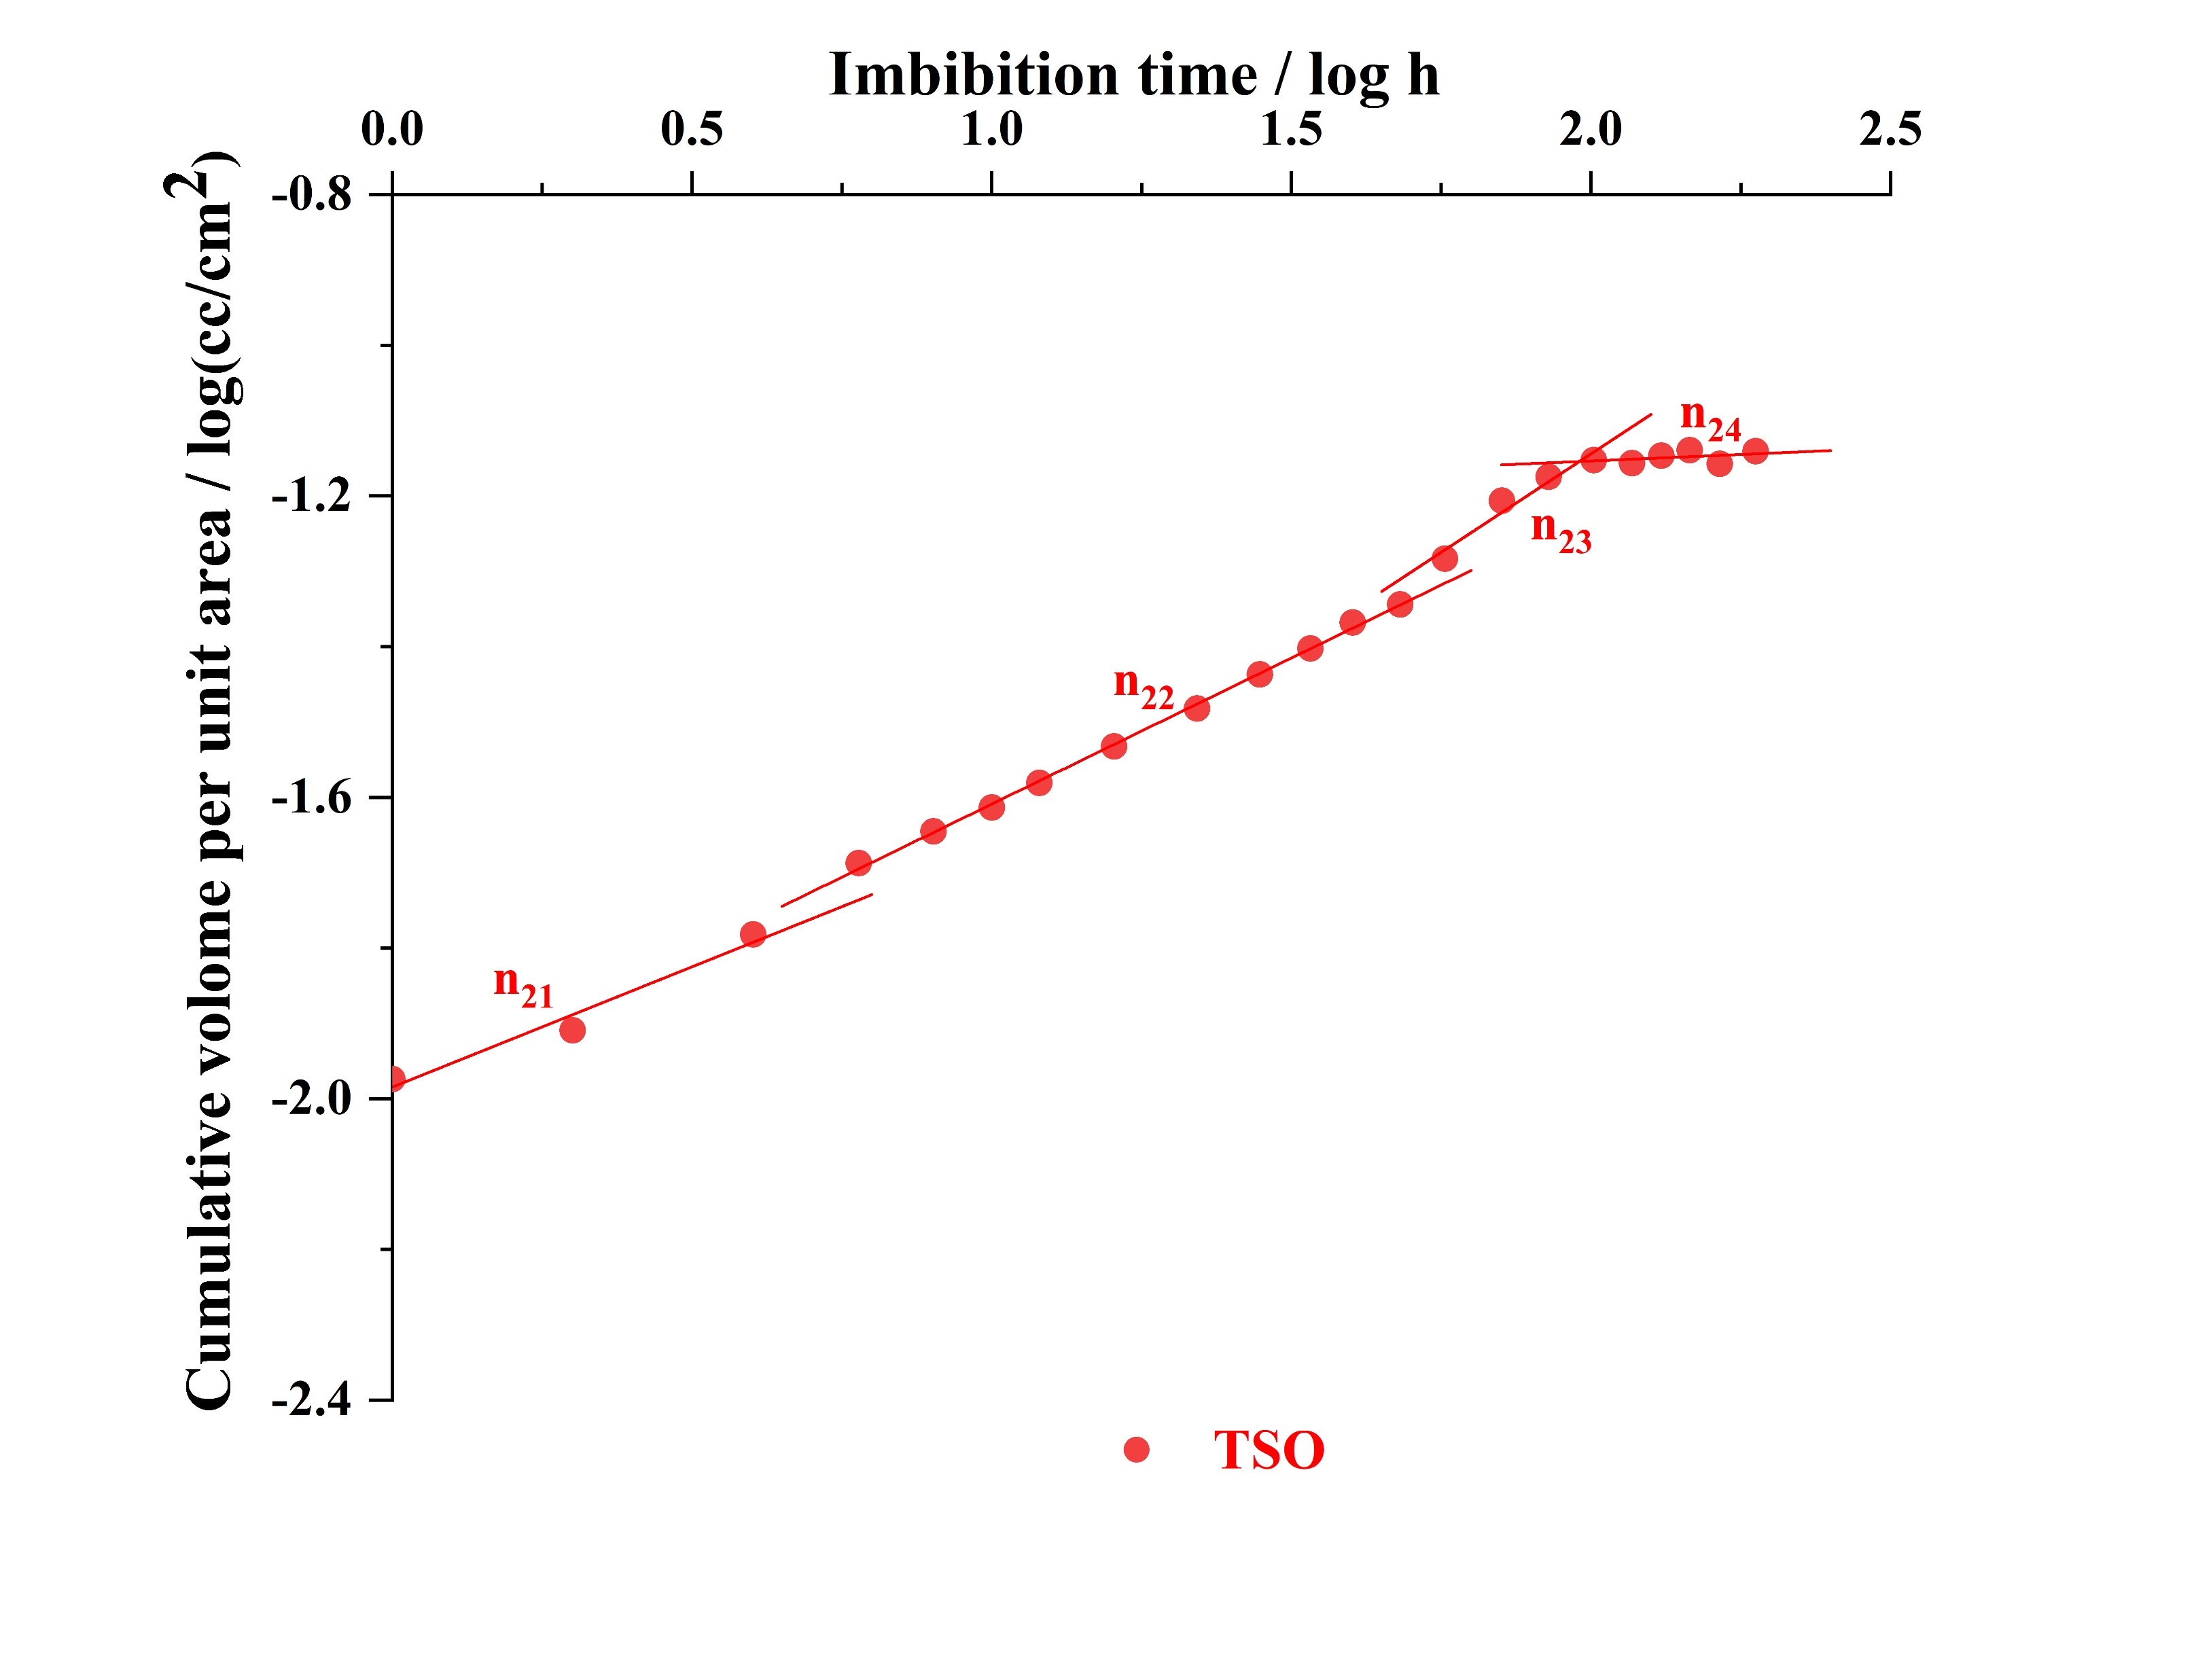 Imbibition time / log h
0.0 0.5 1.0 1.5 2.0 2.5
Cumulative volome per unit area / log(cc/cm²)
-0.8
-1.2
-1.6
-2.0
-2.4
n₂₄
n₂₃
n₂₂
n₂₁
TSO